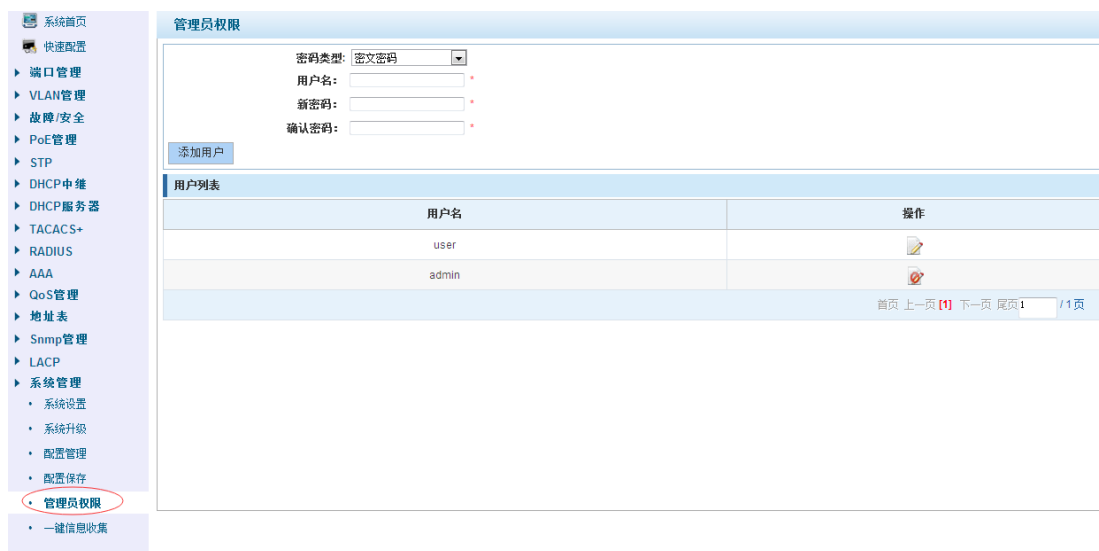 系统首页
快速配置
端口管理
VLAN管理
故障/安全
PoE管理
STP
DHCP中继
DHCP服务器
TACACS+
RADIUS
AAA
QoS管理
地址表
Snmp管理
LACP
系统管理
系统设置
系统升级
配置管理
配置保存
管理员权限
一键信息收集
管理员权限
密码类型: 密文密码
用户名: *
新密码: *
确认密码: *
添加用户
用户列表
用户名 操作
user
admin
首页 上一页 [1] 下一页 尾页 1 / 1 页